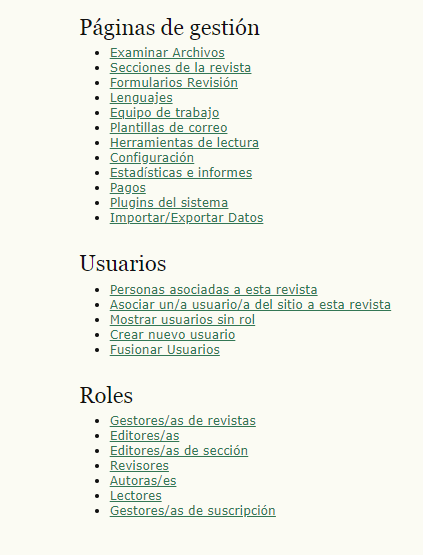 Páginas de gestión
Examinar Archivos
Secciones de la revista
Formularios Revisión
Lenguajes
Equipo de trabajo
Plantillas de correo
Herramientas de lectura
Configuración
Estadísticas e informes
Pagos
Plugins del sistema
Importar/Exportar Datos
Usuarios
Personas asociadas a esta revista
Asociar un/a usuario/a del sitio a esta revista
Mostrar usuarios sin rol
Crear nuevo usuario
Fusionar Usuarios
Roles
Gestores/as de revistas
Editores/as
Editores/as de sección
Revisores
Autoras/es
Lectores
Gestores/as de suscripción